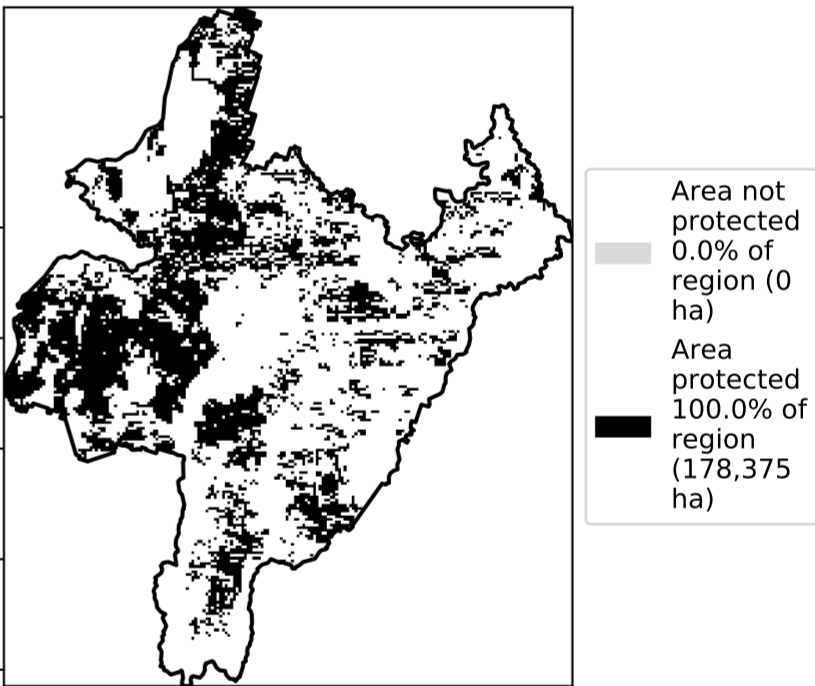 Area not
protected
0.0% of
region (0
ha)
Area
protected
100.0% of
region
(178,375
ha)